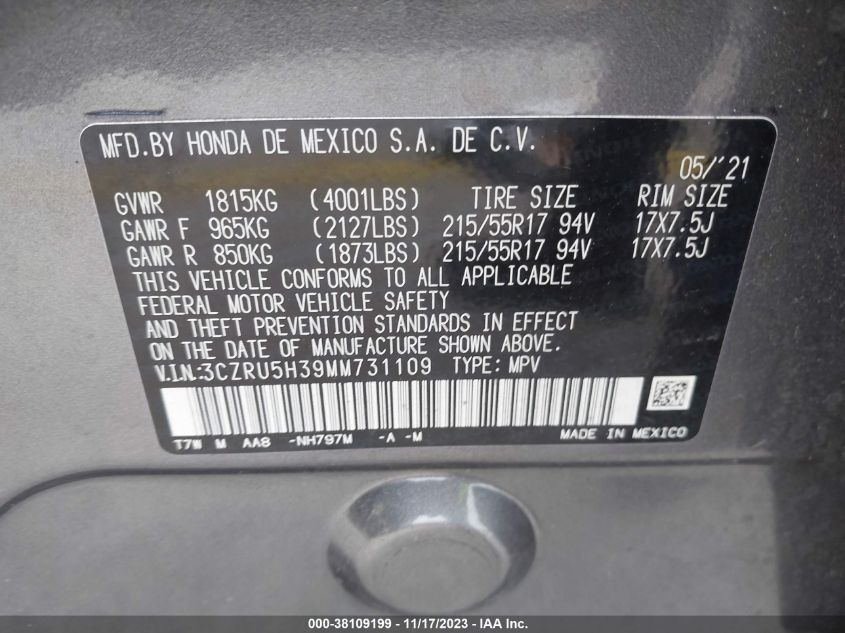 MFD.BY HONDA DE MEXICO S.A. DE C.V.
05/'21
GVWR 1815KG (4001LBS) TIRE SIZE RIM SIZE
GAWR F 965KG (2127LBS) 215/55R17 94V 17X7.5J
GAWR R 850KG (1873LBS) 215/55R17 94V 17X7.5J
THIS VEHICLE CONFORMS TO ALL APPLICABLE
FEDERAL MOTOR VEHICLE SAFETY
AND THEFT PREVENTION STANDARDS IN EFFECT
ON THE DATE OF MANUFACTURE SHOWN ABOVE.
V.I.N.:3CZRU5H39MM731109 TYPE: MPV
T7W M AA8 -NH797M -A -M MADE IN MEXICO
000-38109199 - 11/17/2023 - IAA Inc.